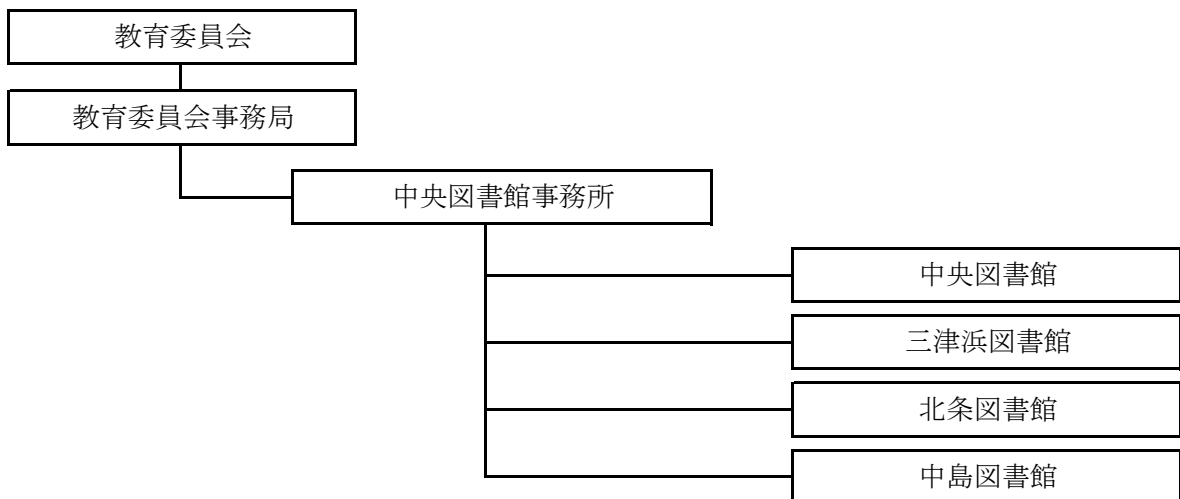 教育委員会
教育委員会事務局
中央図書館事務所
中央図書館
三津浜図書館
北条図書館
中島図書館